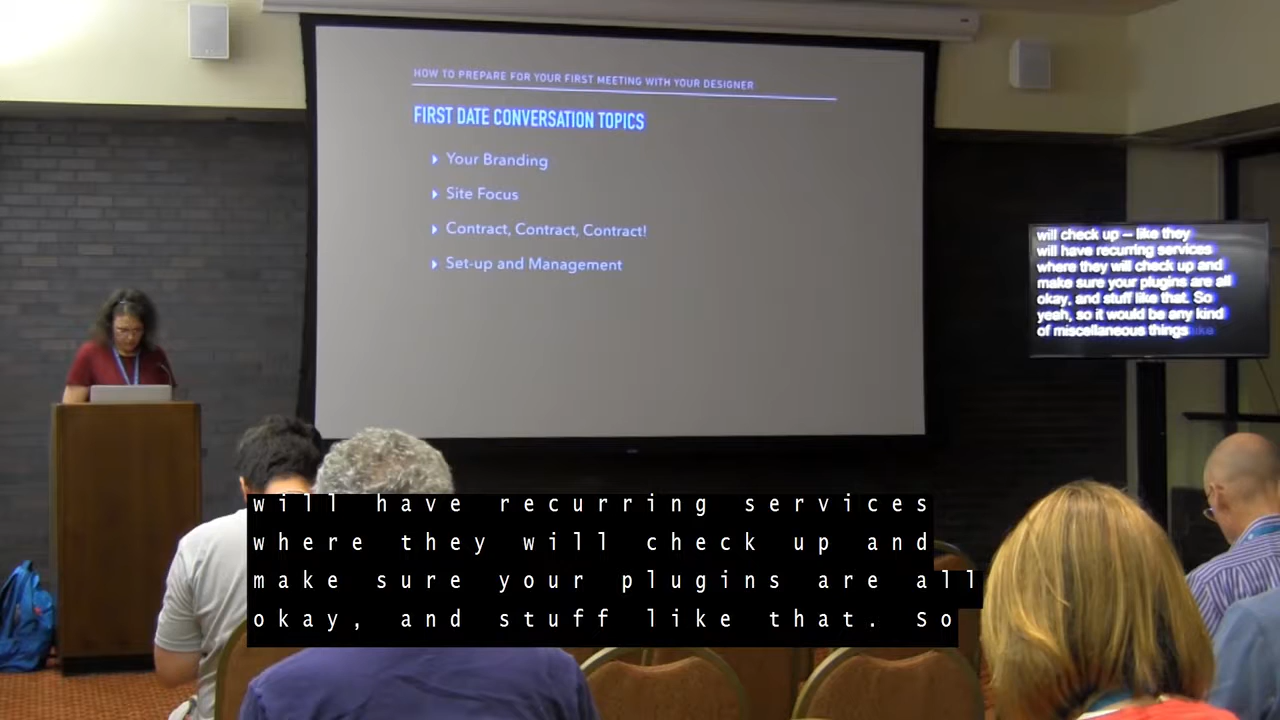 HOW TO PREPARE FOR YOUR FIRST MEETING WITH YOUR DESIGNER
FIRST DATE CONVERSATION TOPICS
Your Branding
Site Focus
Contract, Contract, Contract!
Set-up and Management
will check up – like they
will have recurring services
where they will check up and
make sure your plugins are all
okay, and stuff like that. So
yeah, so it would be any kind
of miscellaneous things like
will have recurring services
where they will check up and
make sure your plugins are all
okay, and stuff like that. So